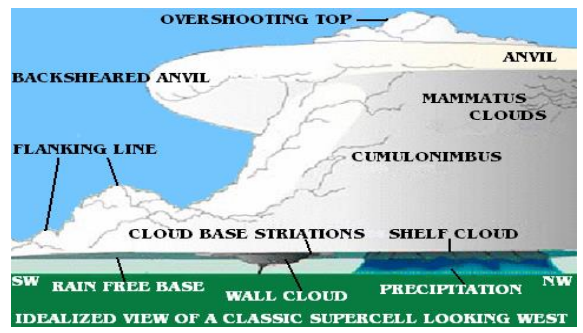 OVERSHOOTING TOP
ANVIL
BACKSHEARED ANVIL
MAMMATUS
CLOUDS
FLANKING LINE
CUMULONIMBUS
CLOUD BASE STRIATIONS
SHELF CLOUD
SW
RAIN FREE BASE
WALL CLOUD
PRECIPITATION
NW
IDEALIZED VIEW OF A CLASSIC SUPERCELL LOOKING WEST